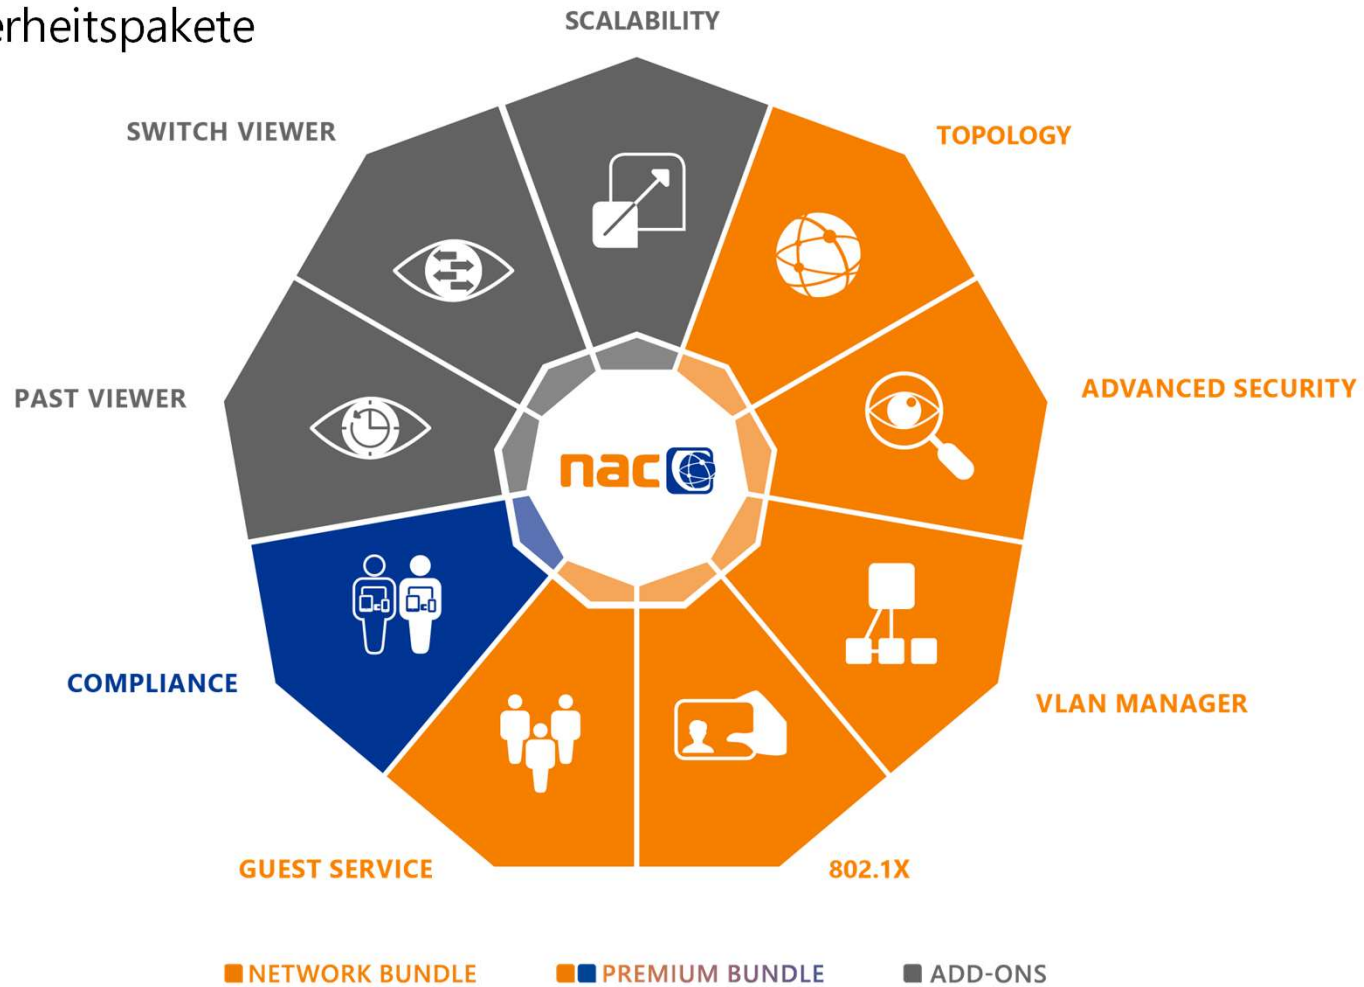 erheitspakete
SCALABILITY
SWITCH VIEWER
TOPOLOGY
PAST VIEWER
ADVANCED SECURITY
nac
COMPLIANCE
VLAN MANAGER
GUEST SERVICE
802.1X
NETWORK BUNDLE
PREMIUM BUNDLE
ADD-ONS